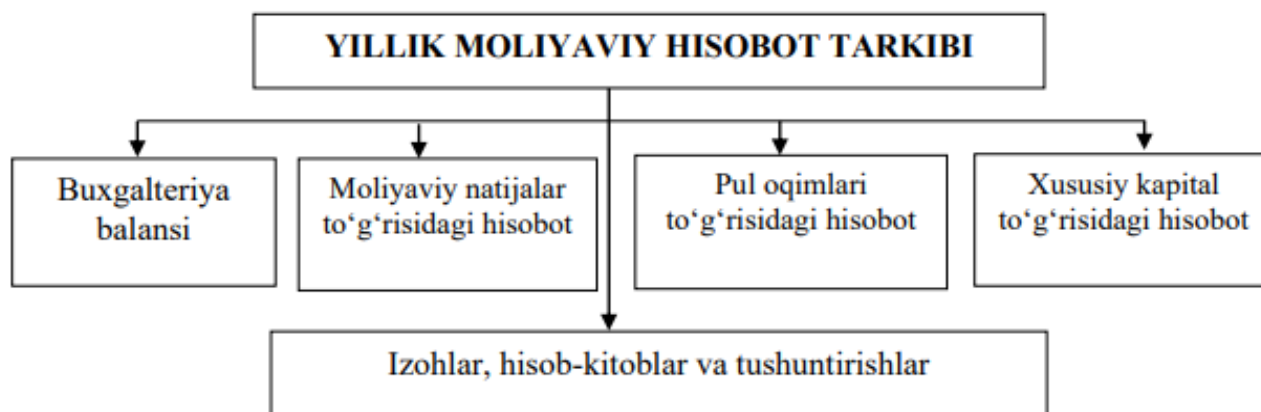 YILLIK MOLIYAVIY HISOBOT TARKIBI
Buxgalteriya
balansi
Moliyaviy natijalar
to‘g‘risidagi hisobot
Pul oqimlari
to‘g‘risidagi hisobot
Xususiy kapital
to‘g‘risidagi hisobot
Izohlar, hisob-kitoblar va tushuntirishlar